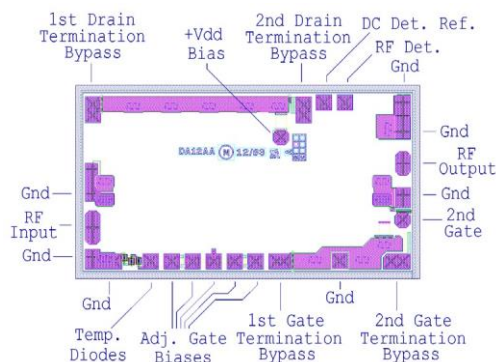 1st Drain
Termination
Bypass
+Vdd
Bias
2nd Drain
Termination
Bypass
DC Det. Ref.
RF Det.
Gnd
DA12AA M 12/03
Gnd
RF
Output
Gnd
2nd
Gate
Gnd
RF
Input
Gnd
Gnd
Temp.
Diodes
Adj. Gate
Biases
1st Gate
Termination
Bypass
Gnd
2nd Gate
Termination
Bypass